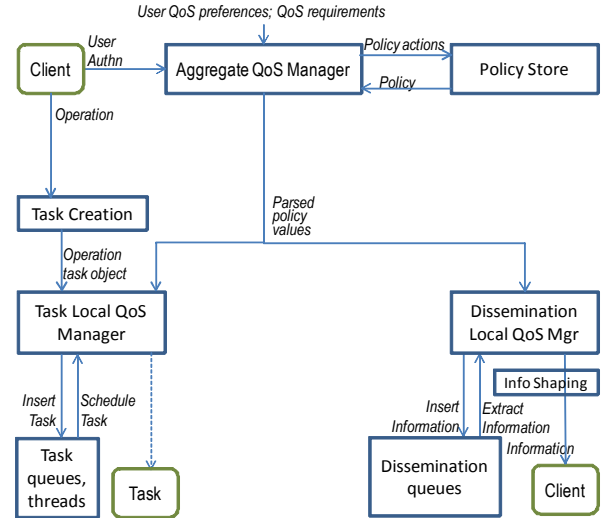 User QoS preferences; QoS requirements
User
Authn
Client
Aggregate QoS Manager
Policy actions
Policy
Policy Store
Operation
Task Creation
Parsed
policy
values
Operation
task object
Task Local QoS
Manager
Dissemination
Local QoS Mgr
Info Shaping
Insert
Task
Schedule
Task
Insert
Information
Extract
Information
Information
Task
queues,
threads
Task
Dissemination
queues
Client